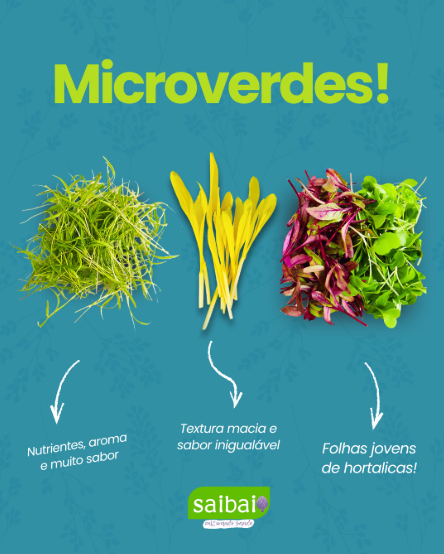 Microverdes!
Nutrientes, aroma
e muito sabor
Textura macia e
sabor inigualável
Folhas jovens
de hortalicas!
saibai